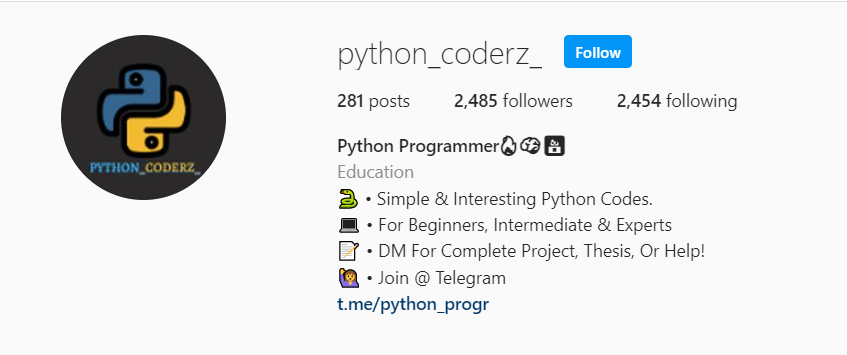 PYTHON_CODERZ_
python_coderz_ Follow
281 posts 2,485 followers 2,454 following
Python Programmer
Education
🐍 • Simple & Interesting Python Codes.
💻 • For Beginners, Intermediate & Experts
📝 • DM For Complete Project, Thesis, Or Help!
🙋 • Join @ Telegram
t.me/python_progr